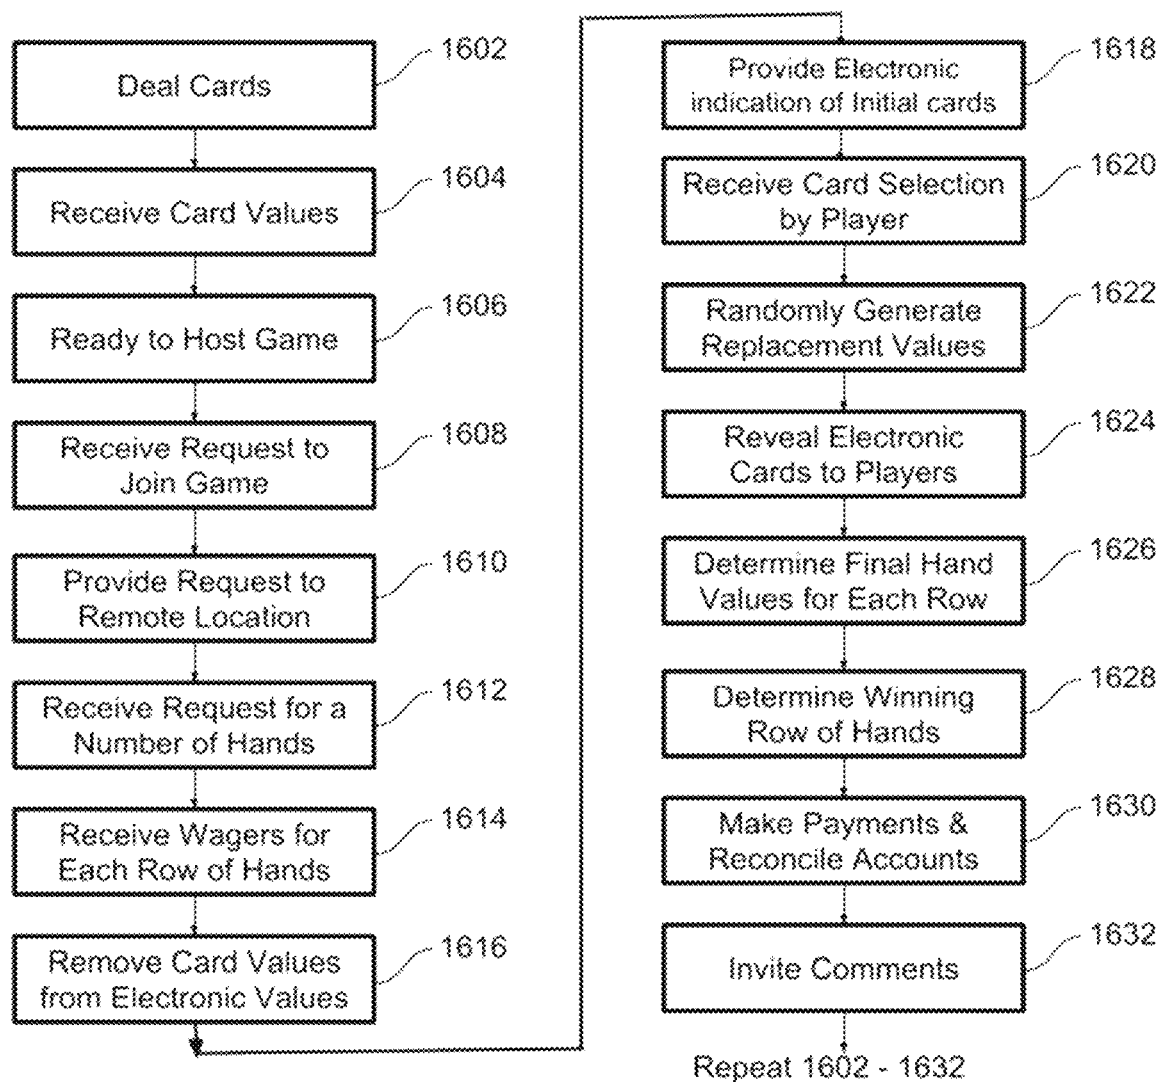 Deal Cards
1602
Receive Card Values
1604
Ready to Host Game
1606
Receive Request to
Join Game
1608
Provide Request to
Remote Location
1610
Receive Request for a
Number of Hands
1612
Receive Wagers for
Each Row of Hands
1614
Remove Card Values
from Electronic Values
1616
Provide Electronic
indication of Initial cards
1618
Receive Card Selection
by Player
1620
Randomly Generate
Replacement Values
1622
Reveal Electronic
Cards to Players
1624
Determine Final Hand
Values for Each Row
1626
Determine Winning
Row of Hands
1628
Make Payments &
Reconcile Accounts
1630
Invite Comments
1632
Repeat 1602 - 1632